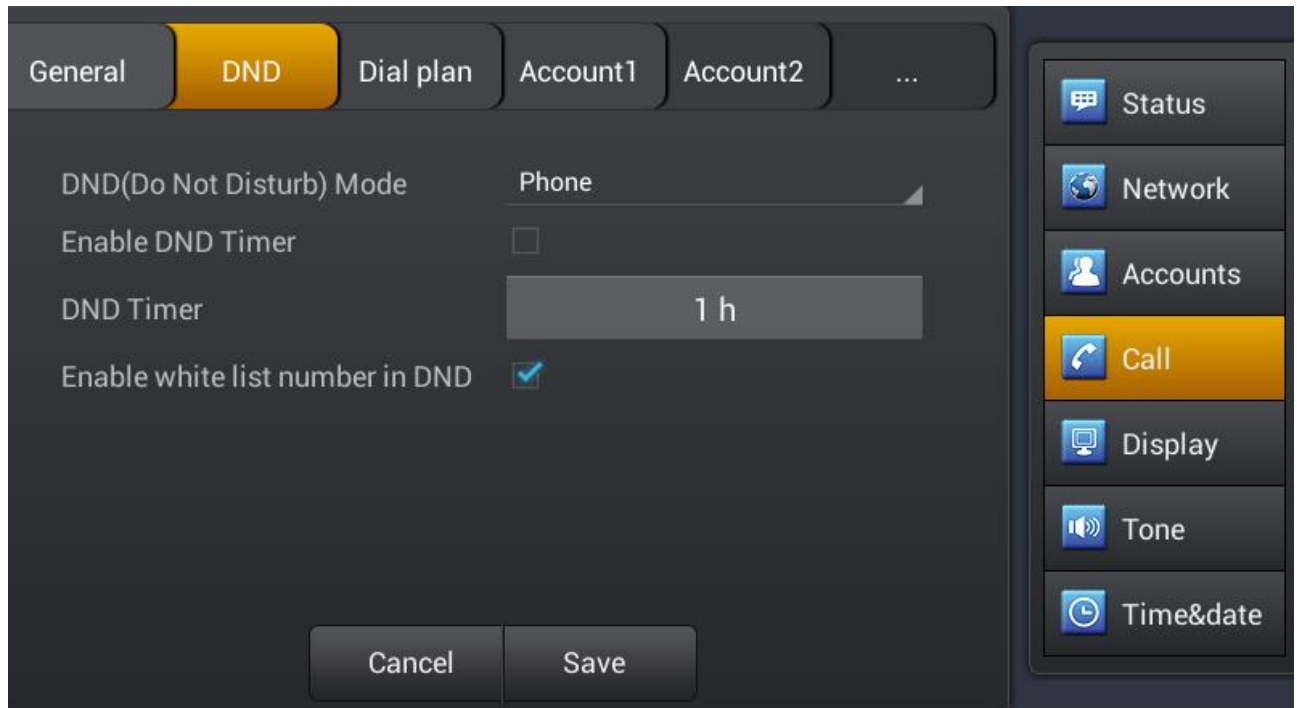 General DND Dial plan Account1 Account2 ...
DND(Do Not Disturb) Mode Phone
Enable DND Timer
DND Timer 1 h
Enable white list number in DND
Cancel Save
Status
Network
Accounts
Call
Display
Tone
Time&date